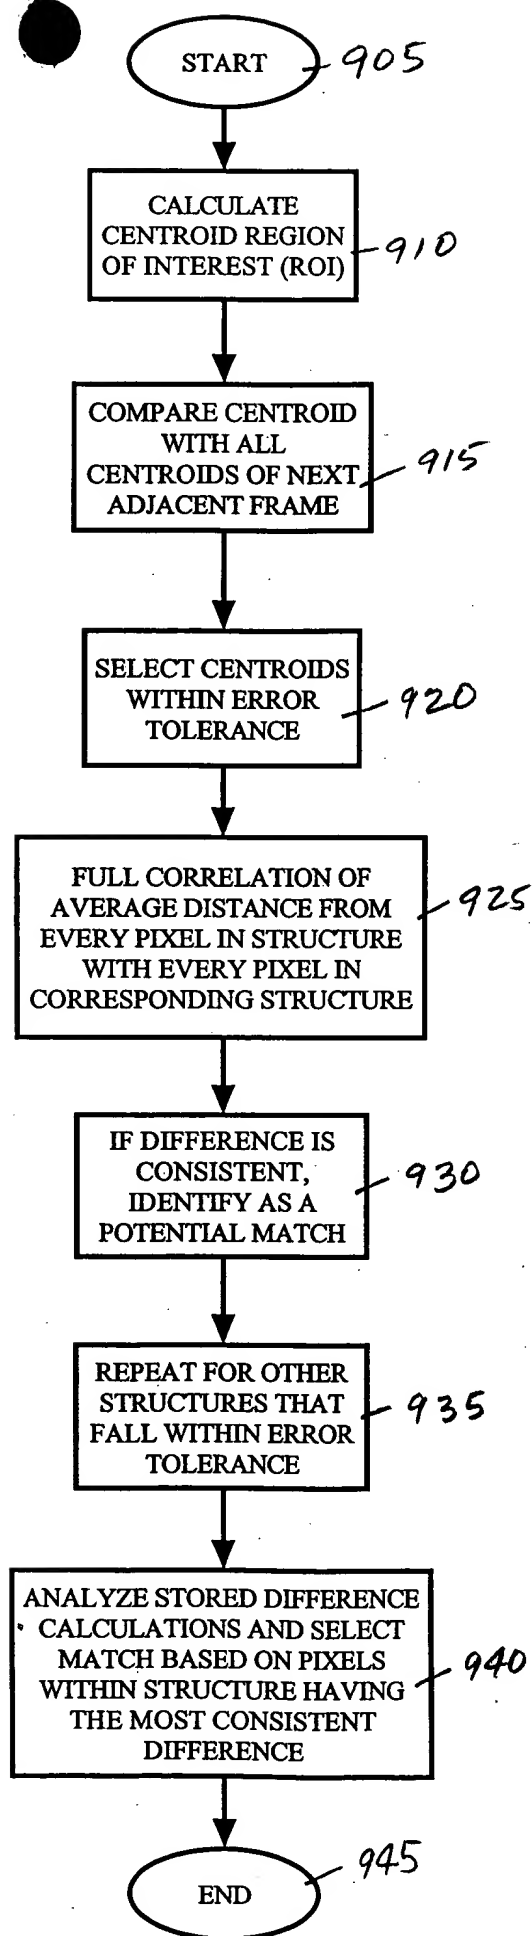 START 905
CALCULATE
CENTROID REGION
OF INTEREST (ROI) 910
COMPARE CENTROID
WITH ALL
CENTROIDS OF NEXT 915
ADJACENT FRAME
SELECT CENTROIDS
WITHIN ERROR 920
TOLERANCE
FULL CORRELATION OF
AVERAGE DISTANCE FROM 925
EVERY PIXEL IN STRUCTURE
WITH EVERY PIXEL IN
CORRESPONDING STRUCTURE
IF DIFFERENCE IS
CONSISTENT, 930
IDENTIFY AS A
POTENTIAL MATCH
REPEAT FOR OTHER
STRUCTURES THAT 935
FALL WITHIN ERROR
TOLERANCE
ANALYZE STORED DIFFERENCE
CALCULATIONS AND SELECT
MATCH BASED ON PIXELS 940
WITHIN STRUCTURE HAVING
THE MOST CONSISTENT
DIFFERENCE
END 945